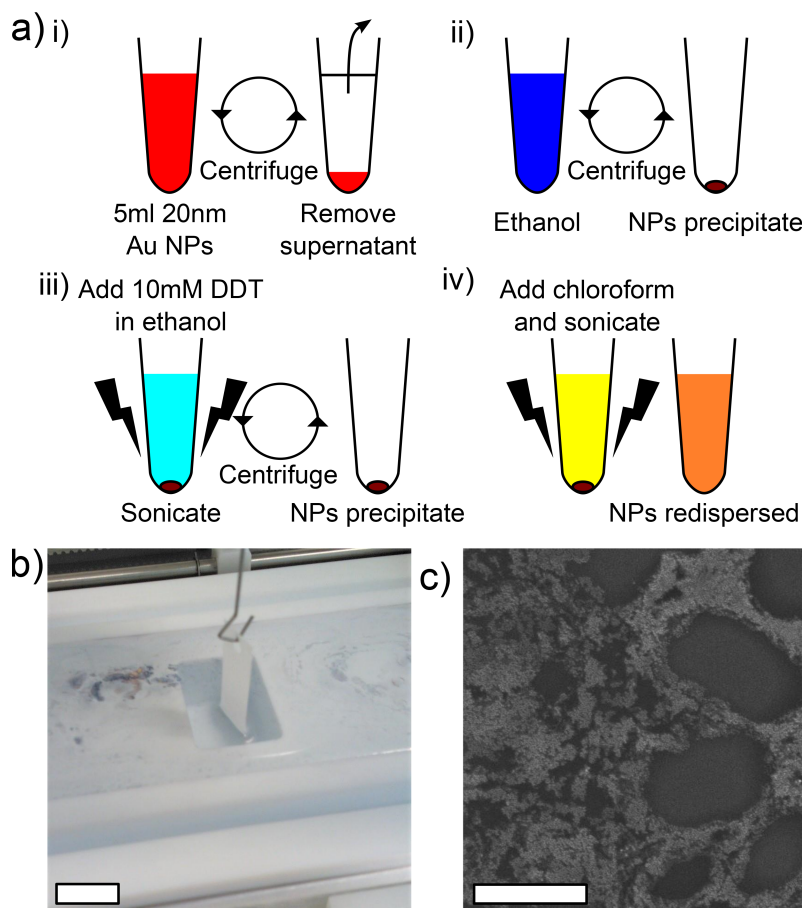 a) i)
ii)
Centrifuge
Centrifuge
5ml 20nm
Au NPs
Remove
supernatant
Ethanol
NPs precipitate
iii) Add 10mM DDT
in ethanol
iv) Add chloroform
and sonicate
Centrifuge
Sonicate
NPs precipitate
NPs redispersed
b)
c)